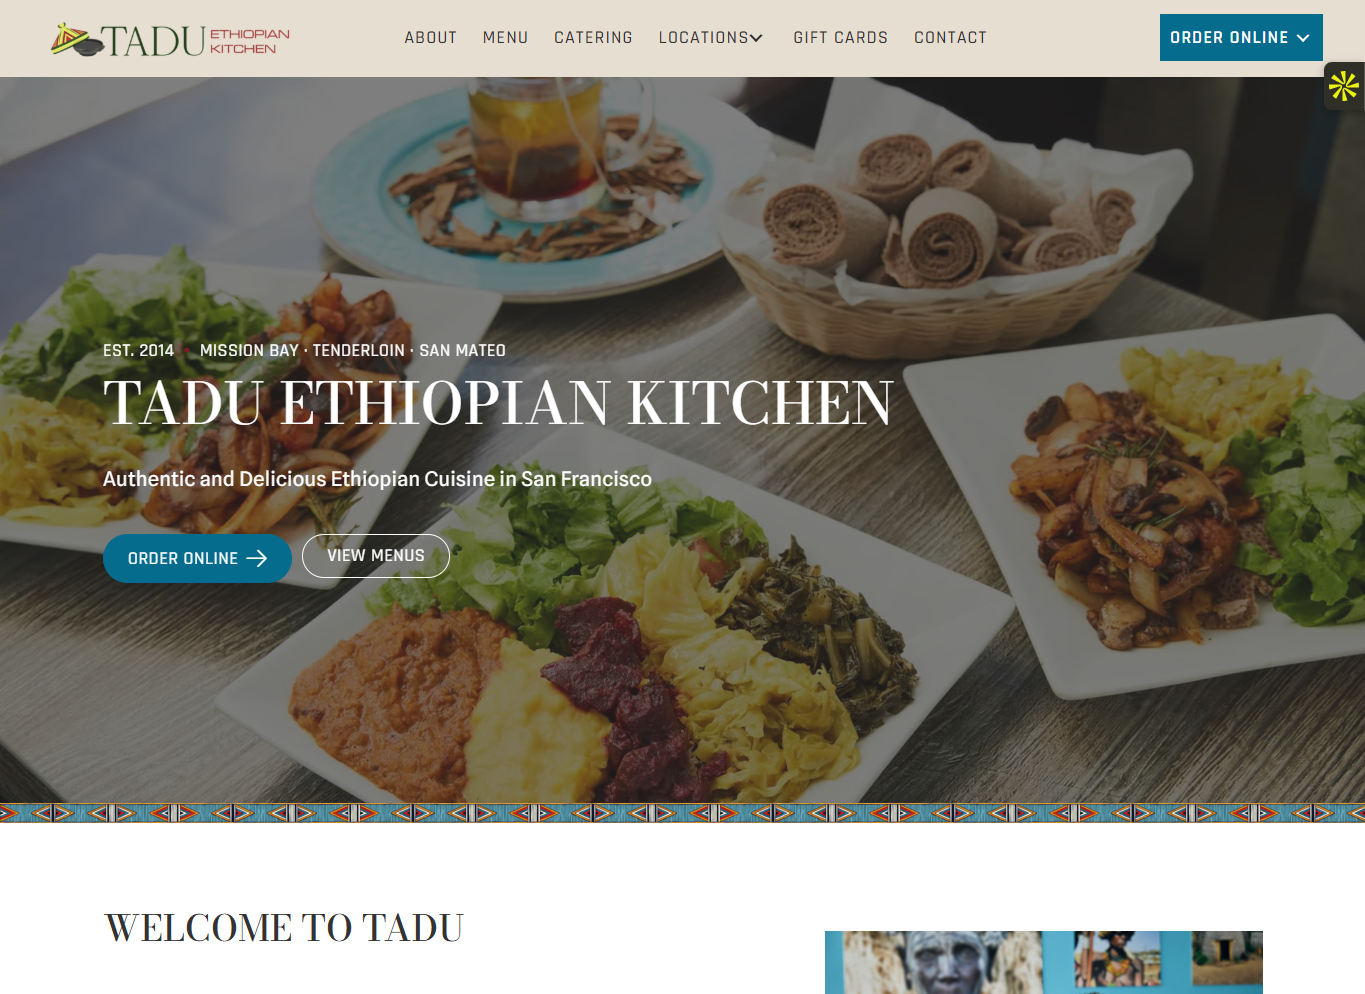 TADU ETHIOPIAN
KITCHEN
ABOUT
MENU
CATERING
LOCATIONS
GIFT CARDS
CONTACT
ORDER ONLINE
EST. 2014 • MISSION BAY · TENDERLOIN · SAN MATEO
TADU ETHIOPIAN KITCHEN
Authentic and Delicious Ethiopian Cuisine in San Francisco
ORDER ONLINE
VIEW MENUS
WELCOME TO TADU